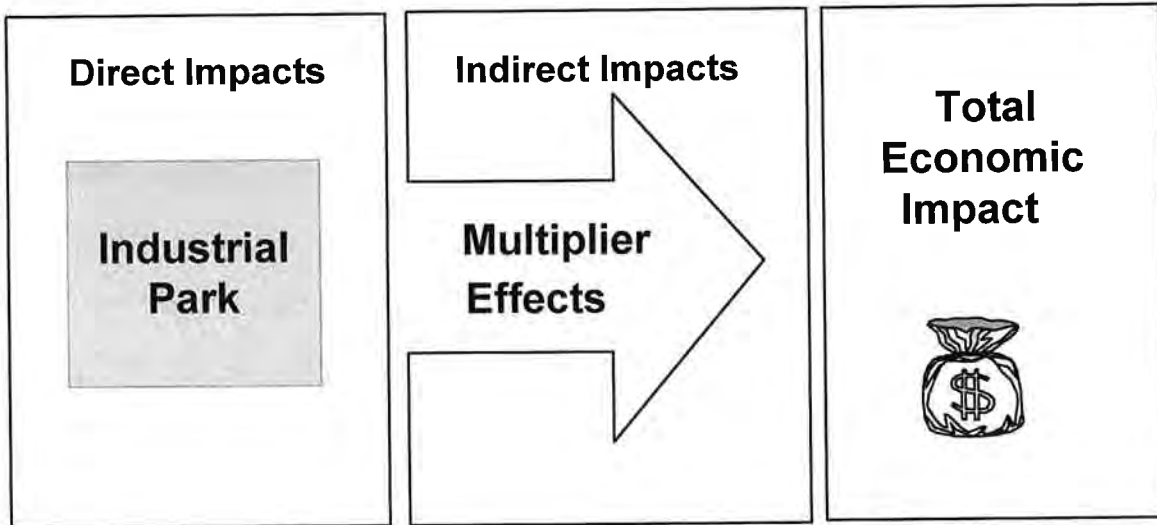 Direct Impacts
Industrial
Park
Indirect Impacts
Multiplier
Effects
Total
Economic
Impact
$